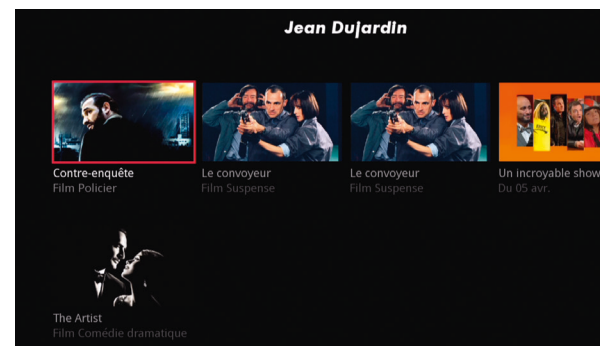 Jean Dujardin
Contre-enquête
Film Policier
Le convoyeur
Film Suspense
Le convoyeur
Film Suspense
Un incroyable show
Du 05 avr.
The Artist
Film Comédie dramatique